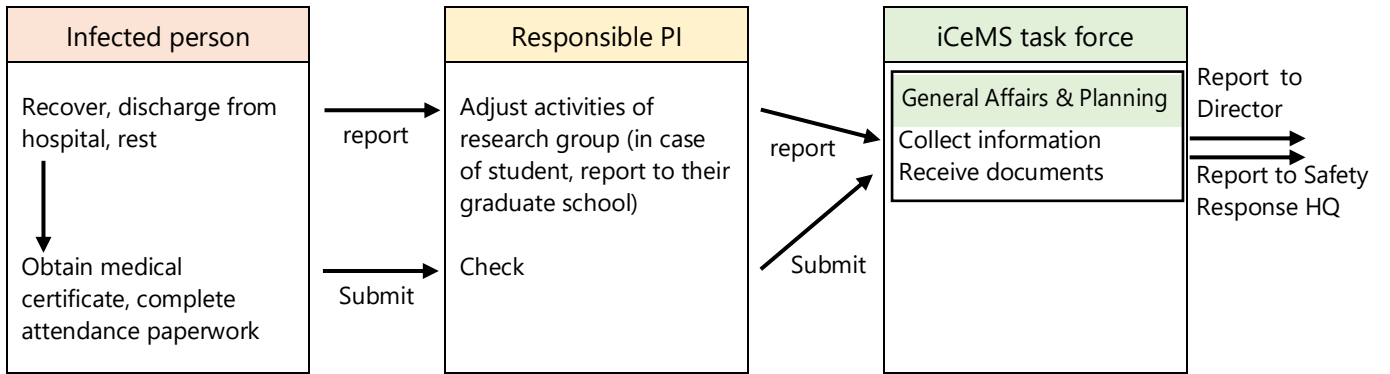 Infected person
Recover, discharge from
hospital, rest
Obtain medical
certificate, complete
attendance paperwork
report
Submit
Responsible PI
Adjust activities of
research group (in case
of student, report to their
graduate school)
Check
report
Submit
iCeMS task force
General Affairs & Planning
Collect information
Receive documents
Report to
Director
Report to Safety
Response HQ